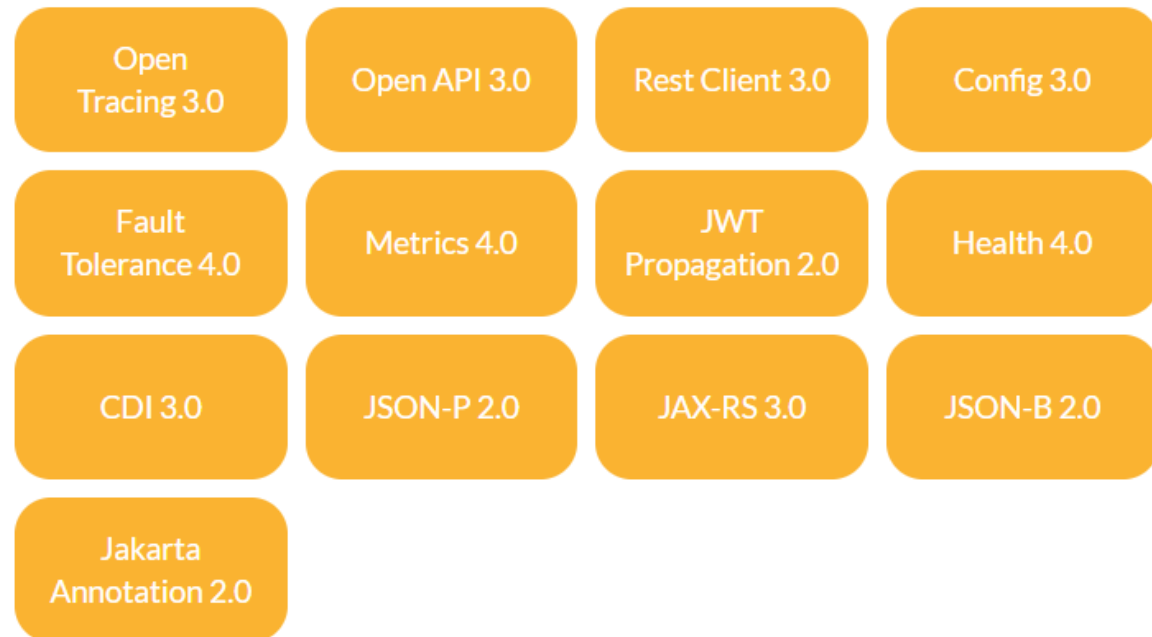 Open
Tracing 3.0
Open API 3.0
Rest Client 3.0
Config 3.0
Fault
Tolerance 4.0
Metrics 4.0
JWT
Propagation 2.0
Health 4.0
CDI 3.0
JSON-P 2.0
JAX-RS 3.0
JSON-B 2.0
Jakarta
Annotation 2.0